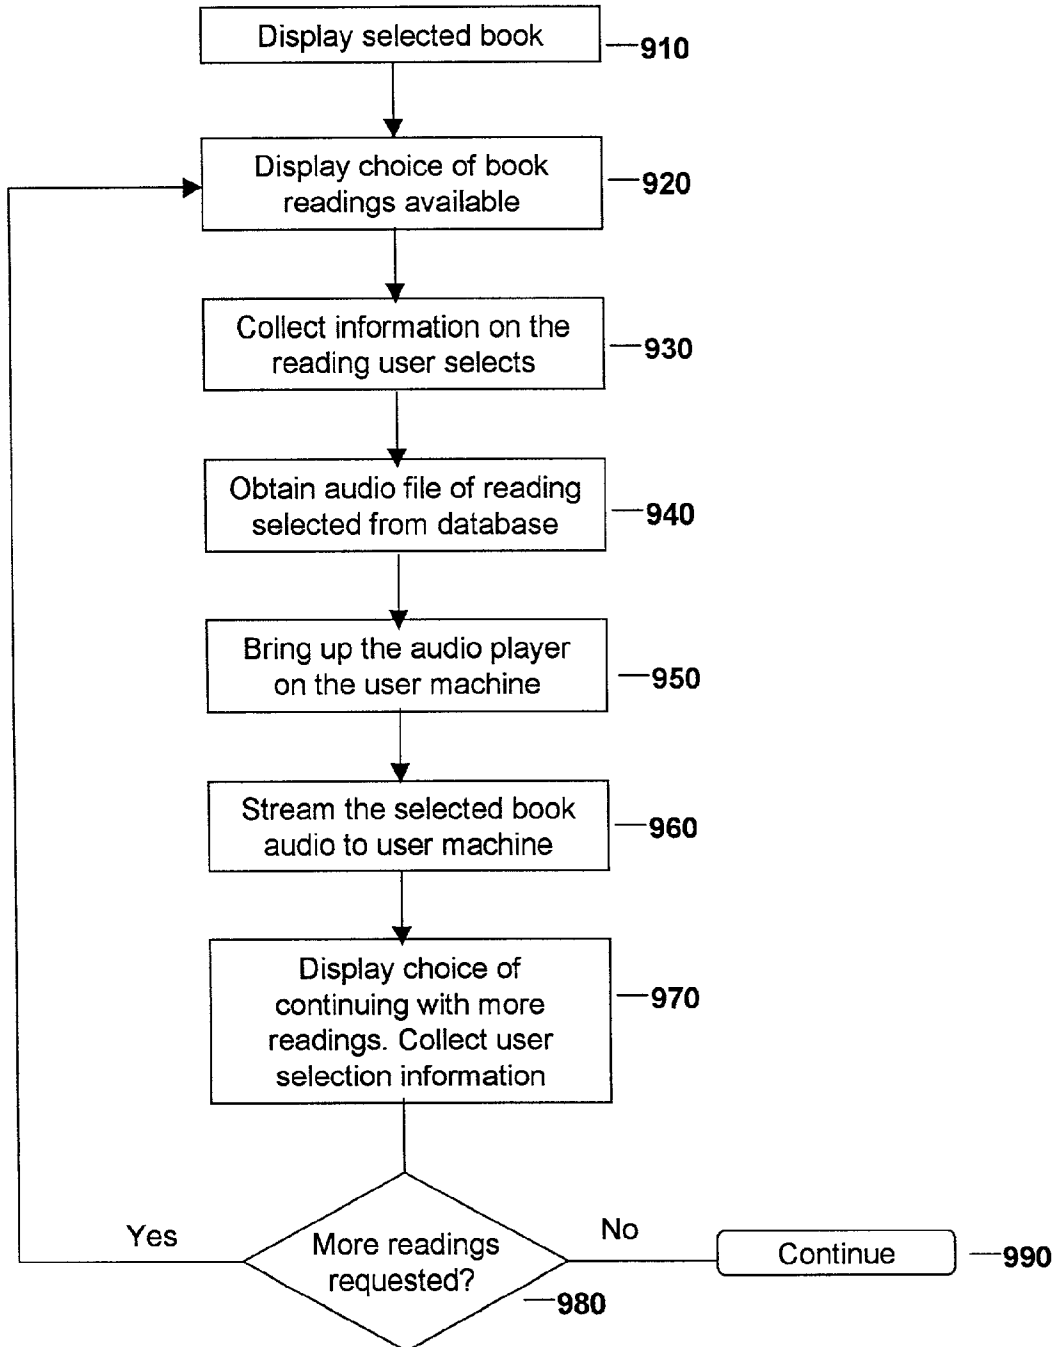 Display selected book
910
Display choice of book
readings available
920
Collect information on the
reading user selects
930
Obtain audio file of reading
selected from database
940
Bring up the audio player
on the user machine
950
Stream the selected book
audio to user machine
960
Display choice of
continuing with more
readings. Collect user
selection information
970
Yes
More readings
requested?
980
No
Continue
990